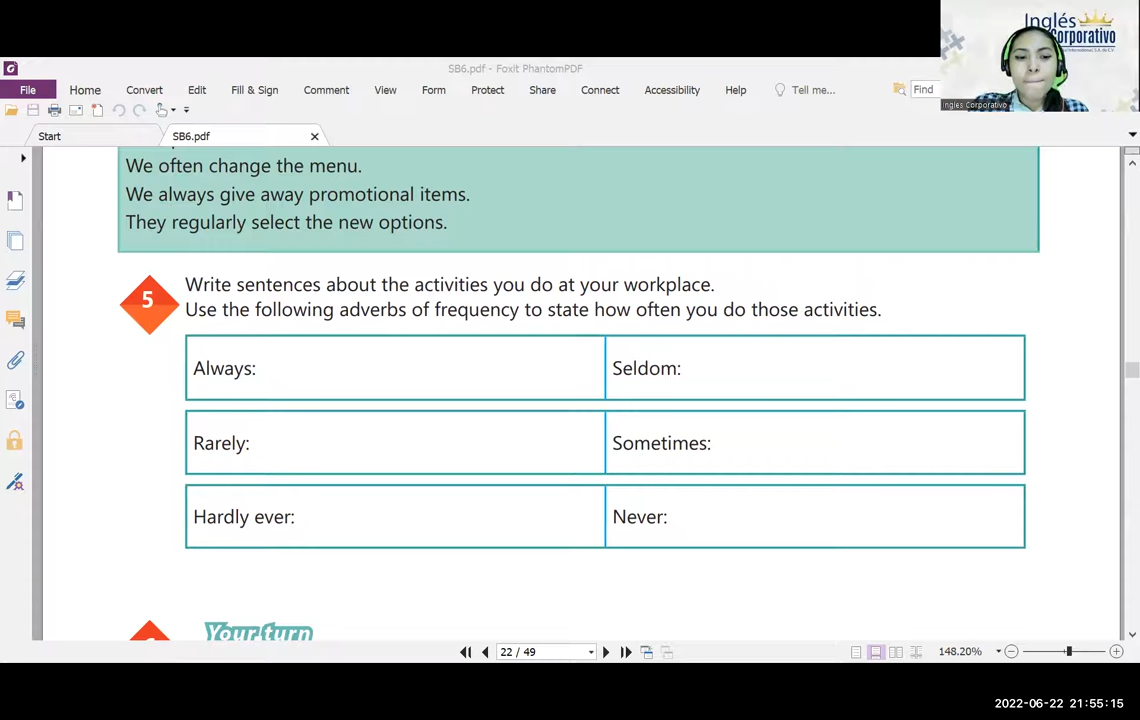 Inglés
Corporativo
Inglés Corporativo
SB6.pdf - Foxit PhantomPDF
File Home Convert Edit Fill & Sign Comment View Form Protect Share Connect Accessibility Help Tell me... Find
Start SB6.pdf
We often change the menu.
We always give away promotional items.
They regularly select the new options.
5
Write sentences about the activities you do at your workplace.
Use the following adverbs of frequency to state how often you do those activities.
Always: Seldom:
Rarely: Sometimes:
Hardly ever: Never:
Your turn
22 / 49 148.20%
2022-06-22 21:55:15